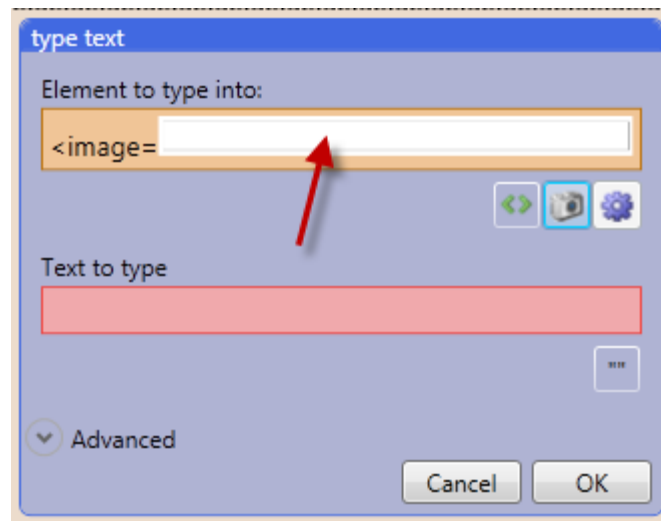 type text
Element to type into:
<image=
Text to type
""
Advanced
Cancel OK